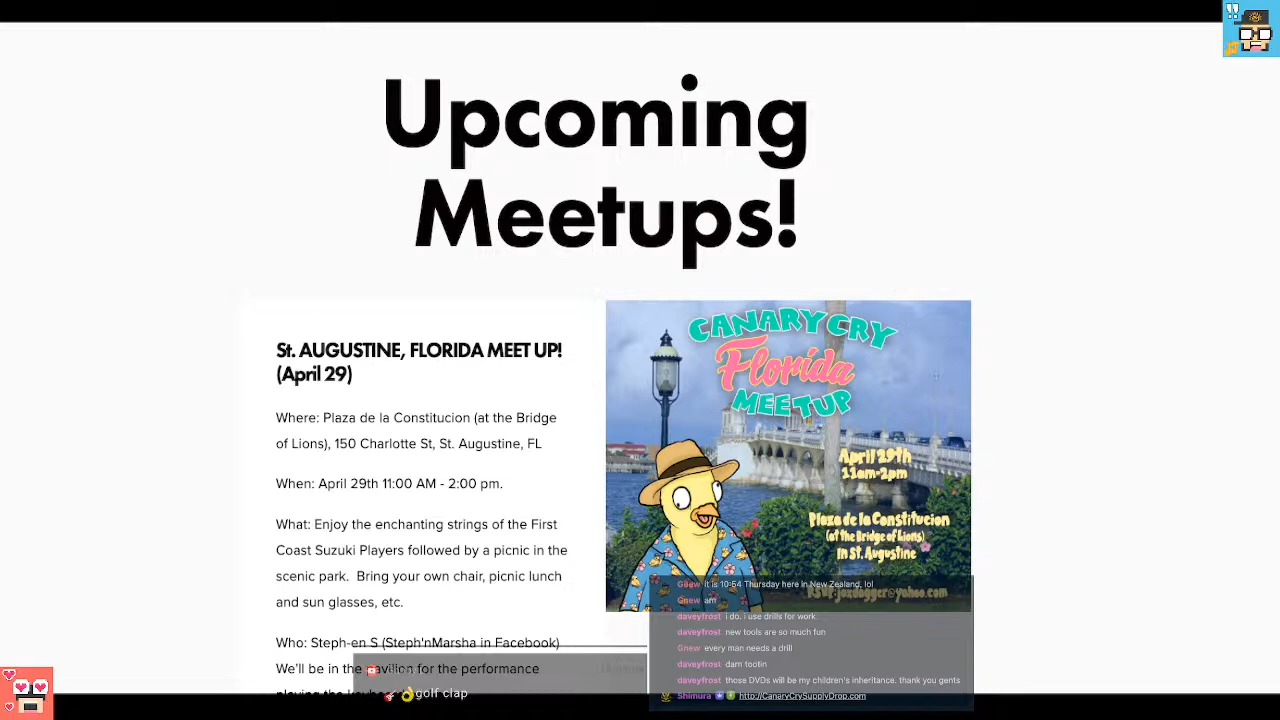 Upcoming
Meetups!
St. AUGUSTINE, FLORIDA MEET UP!
(April 29)
Where: Plaza de la Constitucion (at the Bridge
of Lions), 150 Charlotte St, St. Augustine, FL
When: April 29th 11:00 AM - 2:00 pm.
What: Enjoy the enchanting strings of the First
Coast Suzuki Players followed by a picnic in the
scenic park. Bring your own chair, picnic lunch
and sun glasses, etc.
Who: Steph-en S (Steph'nMarsha in Facebook)
We'll be in the pavilion for the performance
playing the
golf clap
CANARY CRY
Florida
MEETUP
April 29th
11am-2pm
Plaza de la Constitucion
(at the Bridge of Lions)
in St. Augustine
RSVP: joxdagger@yahoo.com
Gnew it is 10:54 Thursday here in New Zealand, lol
Gnew am
daveyfrost i do. i use drills for work.
daveyfrost new tools are so much fun
Gnew every man needs a drill
daveyfrost darn tootin
daveyfrost those DVDs will be my children's inheritance. thank you gents
Shimura http://CanaryCrySupplyDrop.com